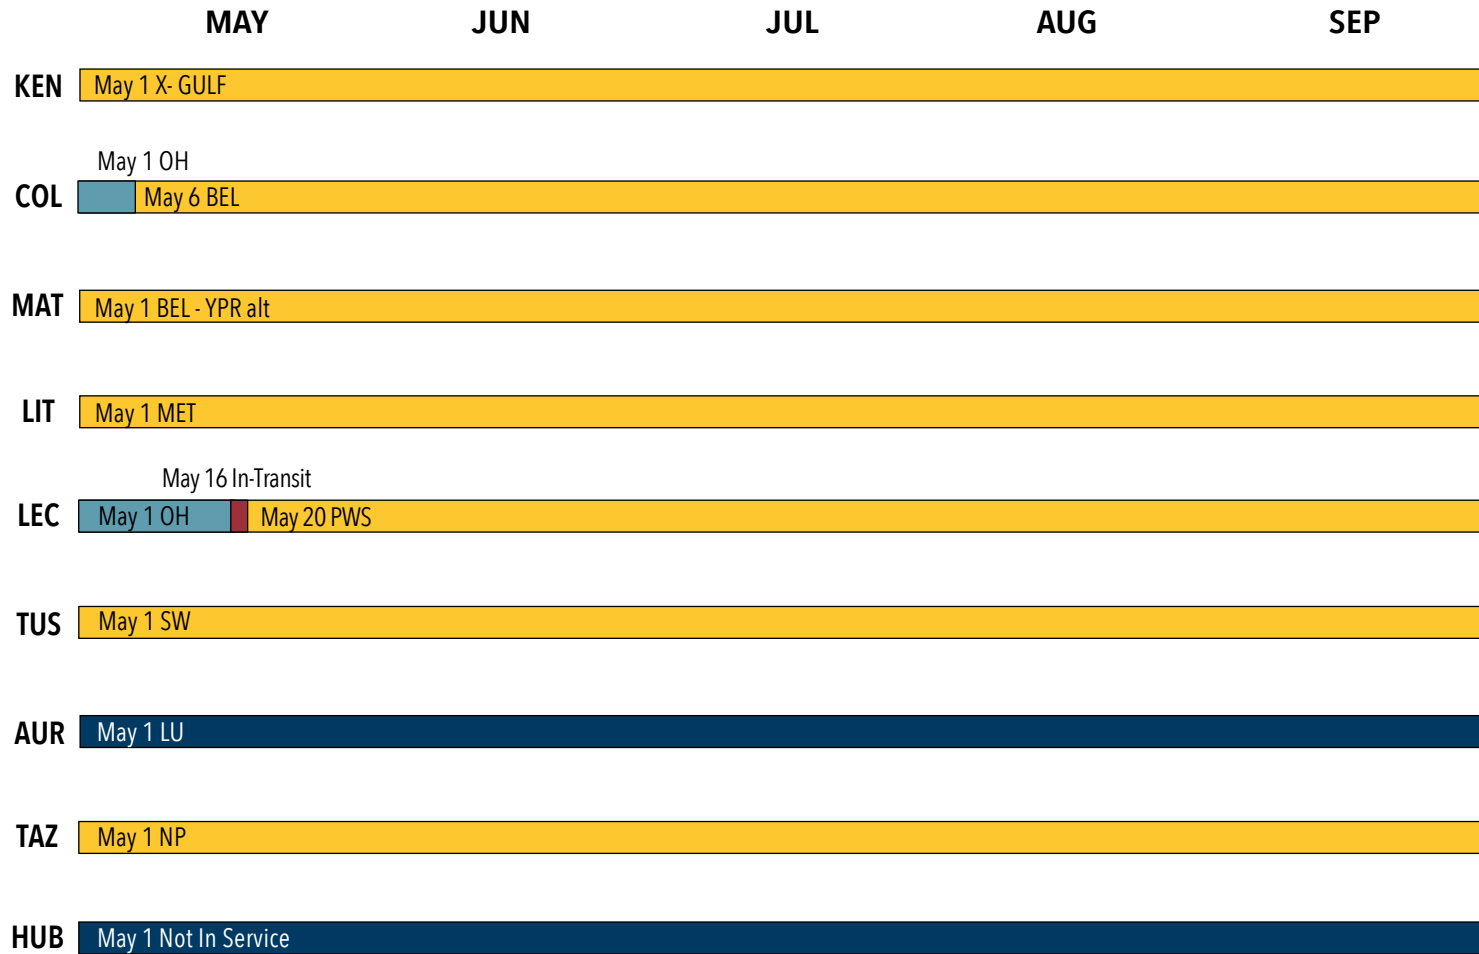 MAY JUN JUL AUG SEP
KEN May 1 X- GULF
May 1 OH
COL May 6 BEL
MAT May 1 BEL - YPR alt
LIT May 1 MET
May 16 In-Transit
LEC May 1 OH May 20 PWS
TUS May 1 SW
AUR May 1 LU
TAZ May 1 NP
HUB May 1 Not In Service